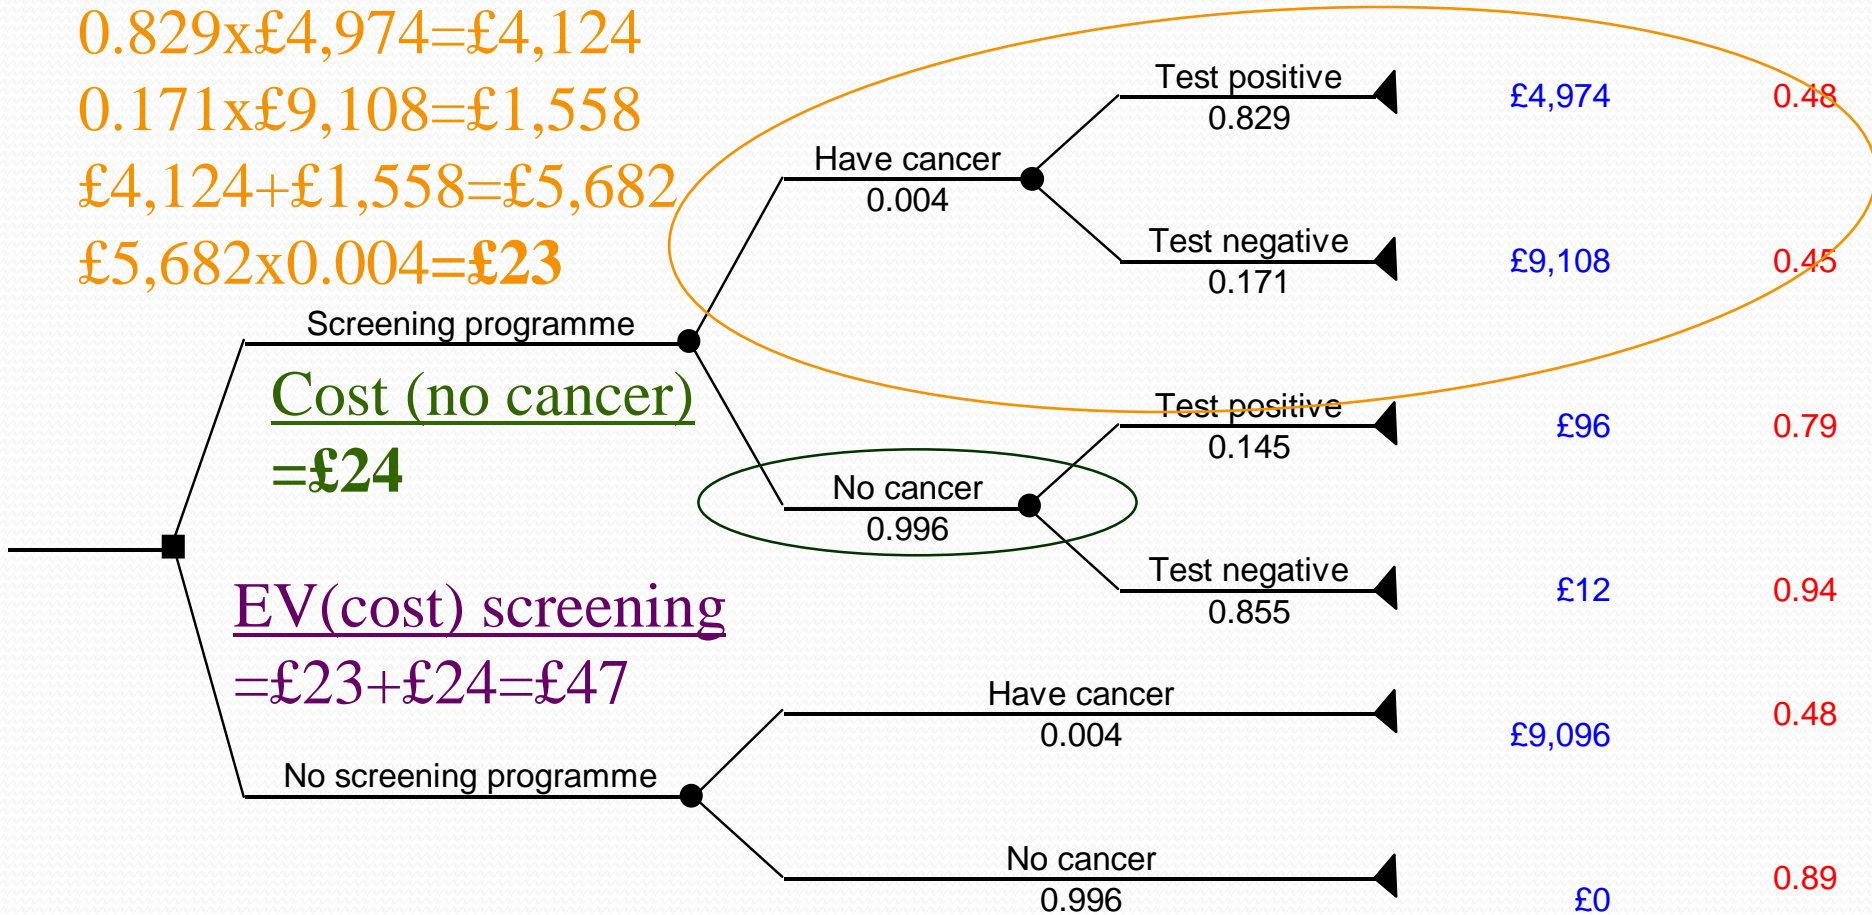 0.829x£4,974=£4,124
0.171x£9,108=£1,558
£4,124+£1,558=£5,682
£5,682x0.004=£23
Test positive
0.829
£4,974
0.48
Have cancer
0.004
Test negative
0.171
£9,108
0.45
Screening programme
Cost (no cancer)
=£24
Test positive
0.145
£96
0.79
No cancer
0.996
Test negative
0.855
£12
0.94
EV(cost) screening
=£23+£24=£47
Have cancer
0.004
£9,096
0.48
No screening programme
No cancer
0.996
£0
0.89